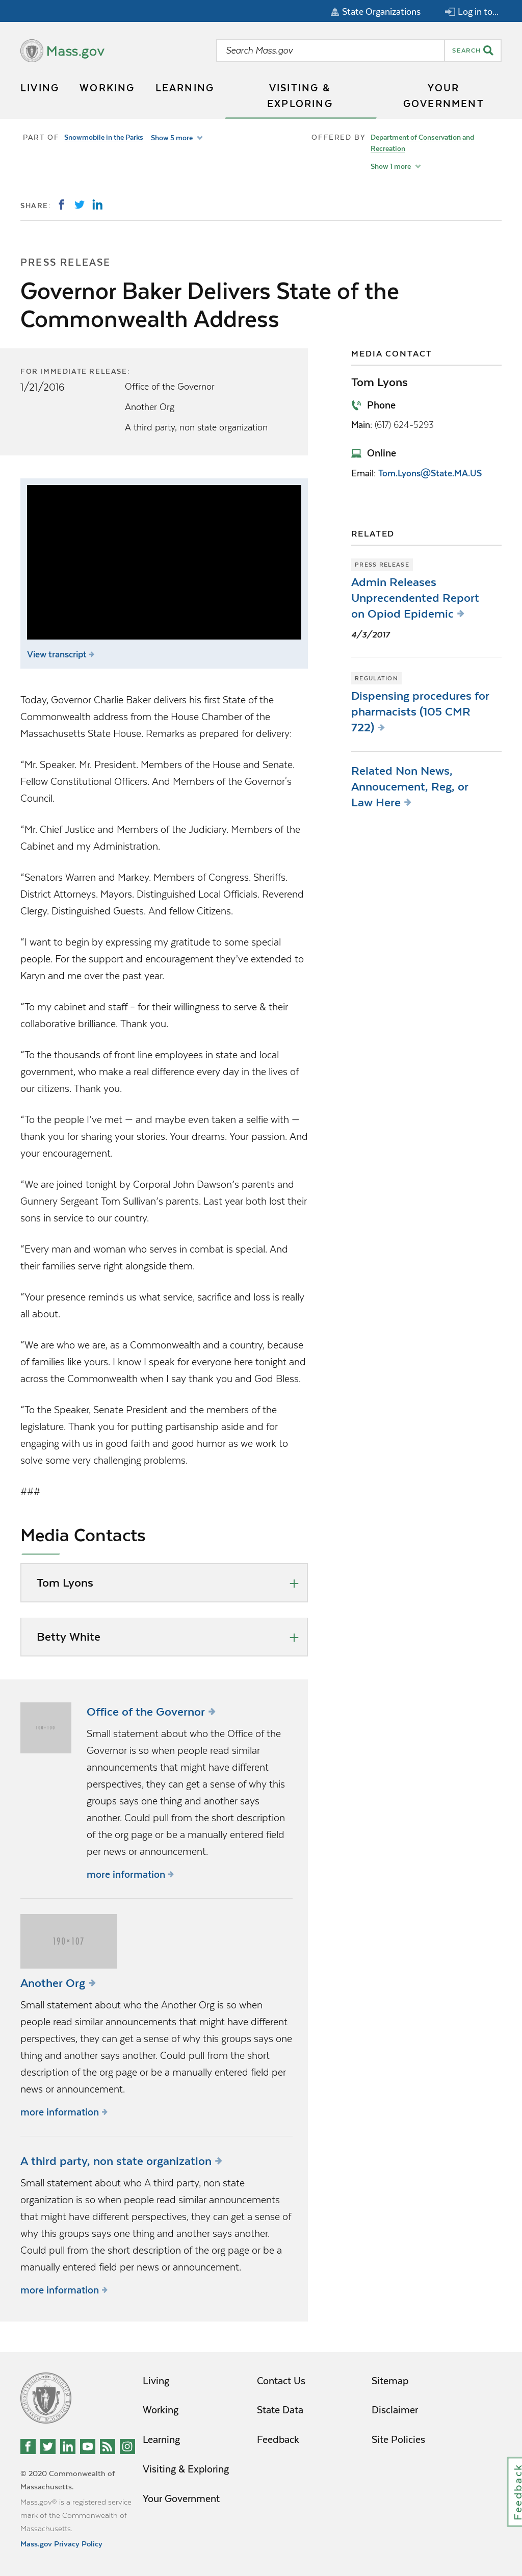 State Organizations
Log in to...
Mass.gov
Search Mass.gov
SEARCH
LIVING
WORKING
LEARNING
VISITING &
EXPLORING
YOUR
GOVERNMENT
PART OF
Snowmobile in the Parks
Show 5 more
OFFERED BY
Department of Conservation and
Recreation
Show 1 more
SHARE:
PRESS RELEASE
Governor Baker Delivers State of the
Commonwealth Address
FOR IMMEDIATE RELEASE:
1/21/2016
Office of the Governor
Another Org
A third party, non state organization
View transcript
Today, Governor Charlie Baker delivers his first State of the
Commonwealth address from the House Chamber of the
Massachusetts State House. Remarks as prepared for delivery:
“Mr. Speaker. Mr. President. Members of the House and Senate.
Fellow Constitutional Officers. And Members of the Governor's
Council.
“Mr. Chief Justice and Members of the Judiciary. Members of the
Cabinet and my Administration.
“Senators Warren and Markey. Members of Congress. Sheriffs.
District Attorneys. Mayors. Distinguished Local Officials. Reverend
Clergy. Distinguished Guests. And fellow Citizens.
“I want to begin by expressing my gratitude to some special
people. For the support and encouragement they’ve extended to
Karyn and me over the past year.
“To my cabinet and staff – for their willingness to serve & their
collaborative brilliance. Thank you.
“To the thousands of front line employees in state and local
government, who make a real difference every day in the lives of
our citizens. Thank you.
“To the people I’ve met — and maybe even taken a selfie with —
thank you for sharing your stories. Your dreams. Your passion. And
your encouragement.
“We are joined tonight by Corporal John Dawson’s parents and
Gunnery Sergeant Tom Sullivan’s parents. Last year both lost their
sons in service to our country.
“Every man and woman who serves in combat is special. And
their families serve right alongside them.
“Your presence reminds us what service, sacrifice and loss is really
all about.
“We are who we are, as a Commonwealth and a country, because
of families like yours. I know I speak for everyone here tonight and
across the Commonwealth when I say thank you and God Bless.
“To the Speaker, Senate President and the members of the
legislature. Thank you for putting partisanship aside and for
engaging with us in good faith and good humor as we work to
solve some very challenging problems.
###
MEDIA CONTACT
Tom Lyons
Phone
Main: (617) 624-5293
Online
Email: Tom.Lyons@State.MA.US
RELATED
PRESS RELEASE
Admin Releases
Unprecendented Report
on Opiod Epidemic
4/3/2017
REGULATION
Dispensing procedures for
pharmacists (105 CMR
722)
Related Non News,
Annoucement, Reg, or
Law Here
Media Contacts
Tom Lyons
Betty White
Office of the Governor
Small statement about who the Office of the
Governor is so when people read similar
announcements that might have different
perspectives, they can get a sense of why this
groups says one thing and another says
another. Could pull from the short description
of the org page or be a manually entered field
per news or announcement.
more information
190×107
Another Org
Small statement about who the Another Org is so when
people read similar announcements that might have different
perspectives, they can get a sense of why this groups says one
thing and another says another. Could pull from the short
description of the org page or be a manually entered field per
news or announcement.
more information
A third party, non state organization
Small statement about who A third party, non state
organization is so when people read similar announcements
that might have different perspectives, they can get a sense of
why this groups says one thing and another says another.
Could pull from the short description of the org page or be a
manually entered field per news or announcement.
more information
Living
Working
Learning
Visiting & Exploring
Your Government
Contact Us
State Data
Feedback
Sitemap
Disclaimer
Site Policies
© 2020 Commonwealth of
Massachusetts.
Mass.gov® is a registered service
mark of the Commonwealth of
Massachusetts.
Mass.gov Privacy Policy
Feedback